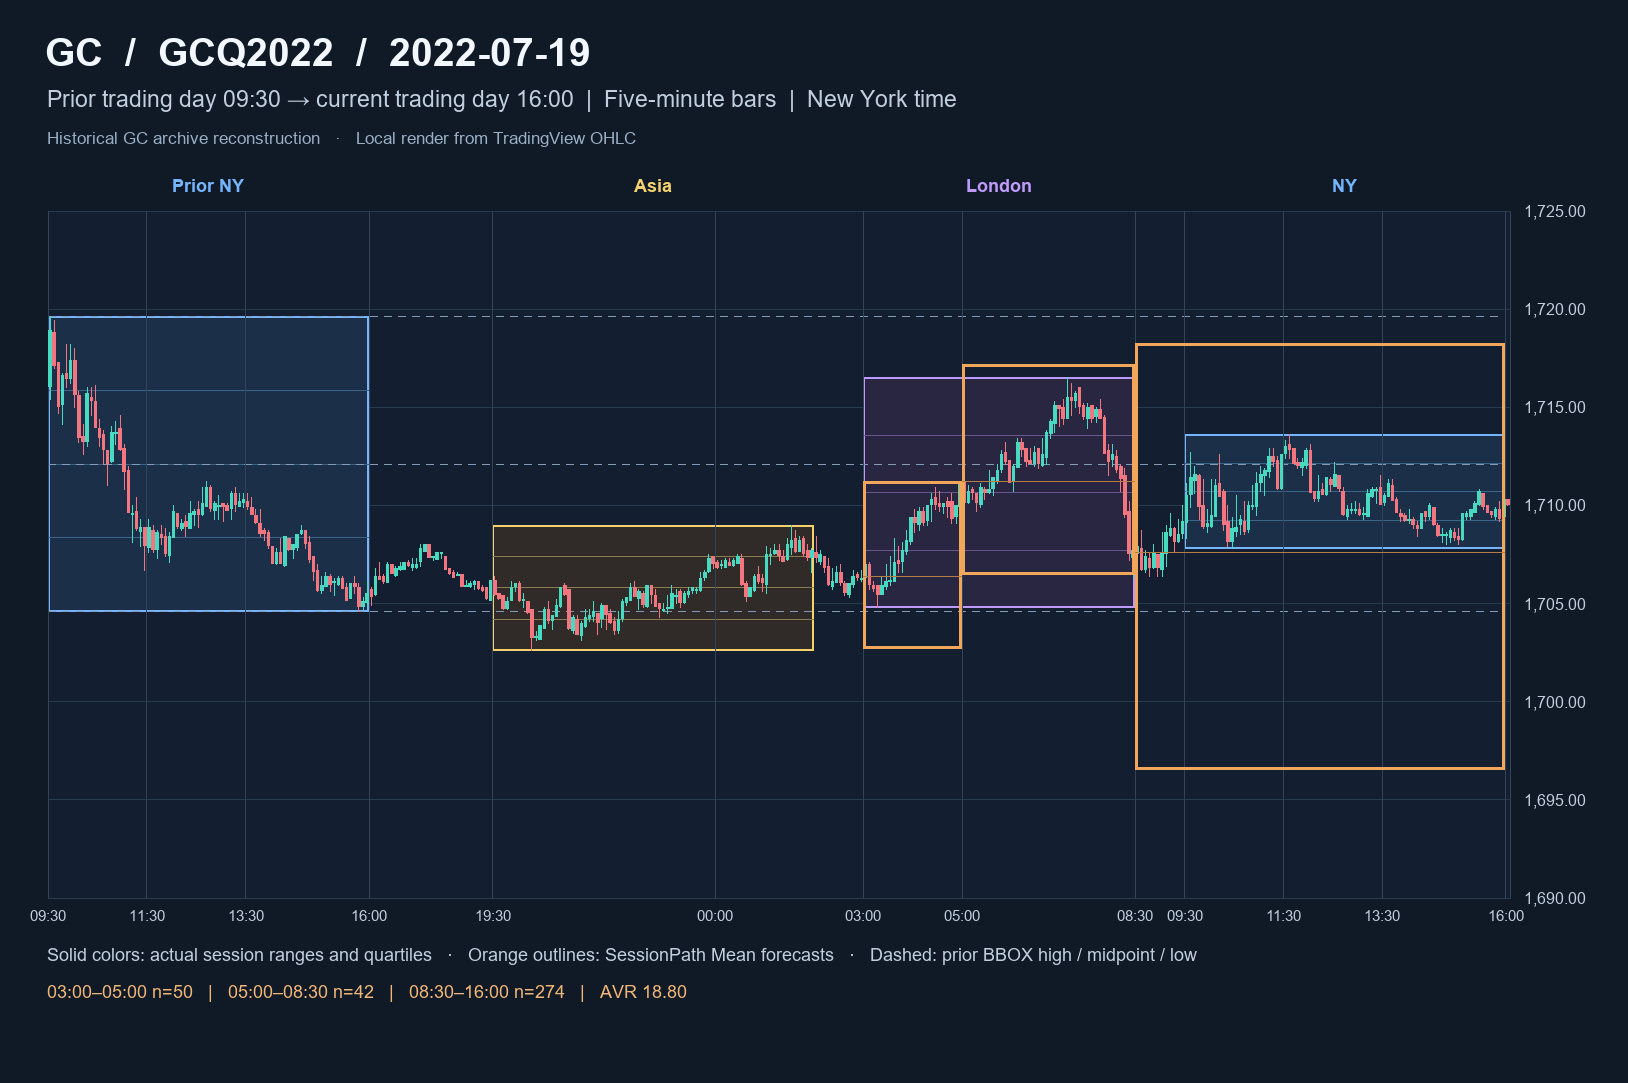 GC / GCQ2022 / 2022-07-19
Prior trading day 09:30 → current trading day 16:00 | Five-minute bars | New York time
Historical GC archive reconstruction · Local render from TradingView OHLC
Prior NY Asia London NY
1,725.00
1,720.00
1,715.00
1,710.00
1,705.00
1,700.00
1,695.00
1,690.00
09:30 11:30 13:30 16:00 19:30 00:00 03:00 05:00 08:30 09:30 11:30 13:30 16:00
Solid colors: actual session ranges and quartiles · Orange outlines: SessionPath Mean forecasts · Dashed: prior BBOX high / midpoint / low
03:00–05:00 n=50 | 05:00–08:30 n=42 | 08:30–16:00 n=274 | AVR 18.80